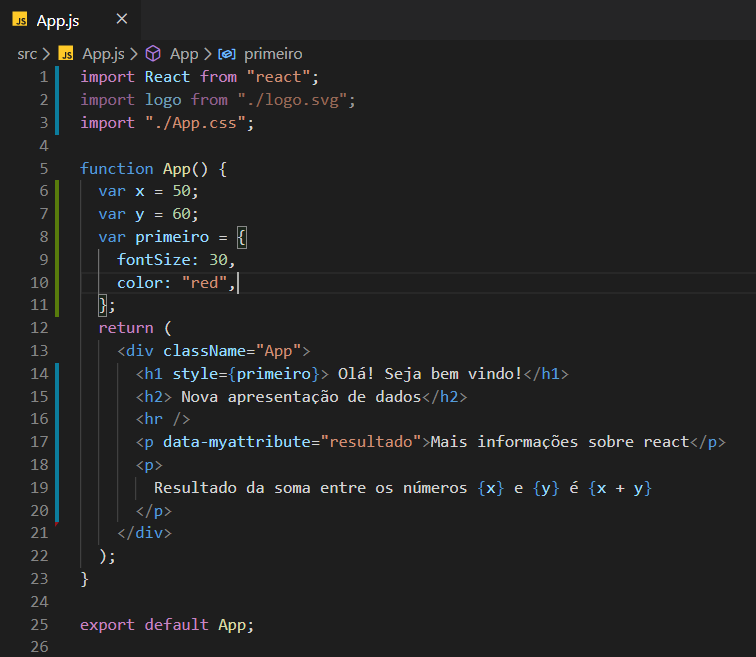 JS App.js ×
src > JS App.js > App > primeiro
1 import React from "react";
2 import logo from "./logo.svg";
3 import "./App.css";
4
5 function App() {
6   var x = 50;
7   var y = 60;
8   var primeiro = {
9     fontSize: 30,
10     color: "red",
11   };
12   return (
13     <div className="App">
14       <h1 style={primeiro}> Olá! Seja bem vindo!</h1>
15       <h2> Nova apresentação de dados</h2>
16       <hr />
17       <p data-myattribute="resultado">Mais informações sobre react</p>
18       <p>
19         Resultado da soma entre os números {x} e {y} é {x + y}
20       </p>
21     </div>
22   );
23 }
24
25 export default App;
26